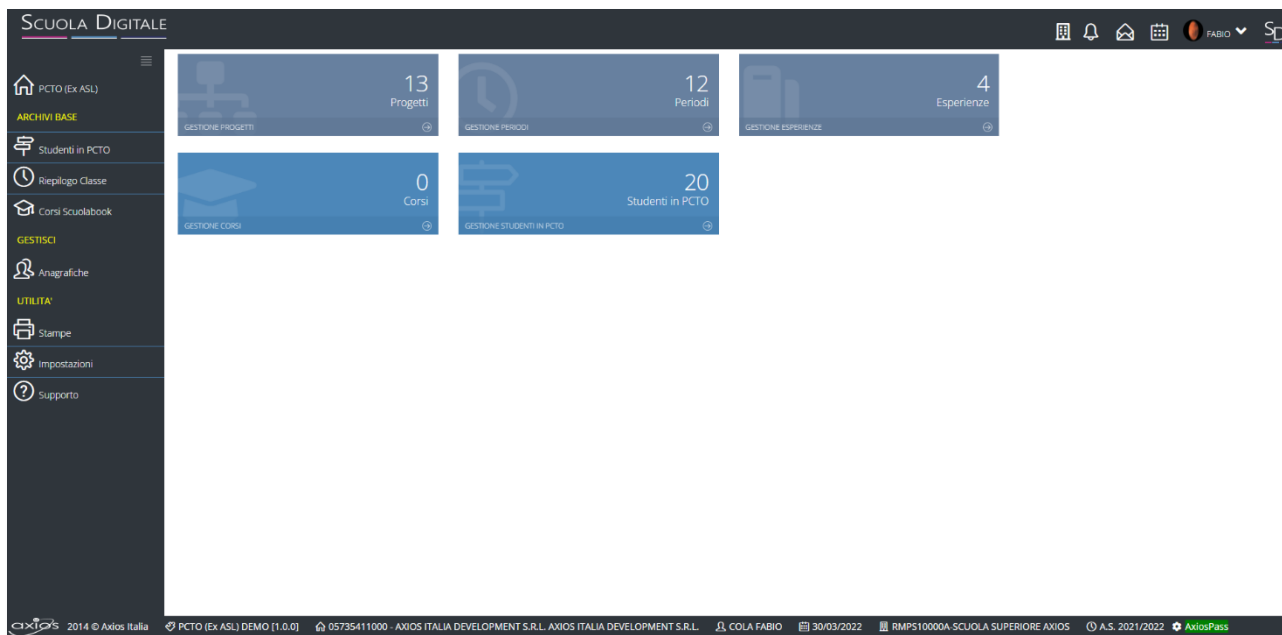 SCUOLA DIGITALE
FABIO
SD
PCTO (Ex ASL)
ARCHIVI BASE
Studenti in PCTO
Riepilogo Classe
Corsi Scuolabook
GESTISCI
Anagrafiche
UTILITA'
Stampe
Impostazioni
Supporto
13
Progetti
GESTIONE PROGETTI
12
Periodi
GESTIONE PERIODI
4
Esperienze
GESTIONE ESPERIENZE
0
Corsi
GESTIONE CORSI
20
Studenti in PCTO
GESTIONE STUDENTI IN PCTO
axios 2014 © Axios Italia PCTO (Ex ASL) DEMO [1.0.0] 05735411000 - AXIOS ITALIA DEVELOPMENT S.R.L. AXIOS ITALIA DEVELOPMENT S.R.L. COLA FABIO 30/03/2022 RMPS10000A-SCUOLA SUPERIORE AXIOS A.S. 2021/2022 AxiosPass